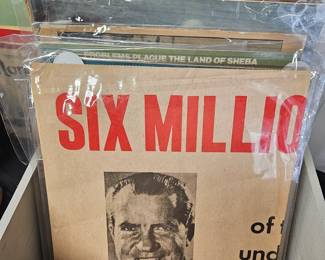 PROBLEMS PLAGUE THE LAND OF SHEBA
SIX MILLIO
of t
und